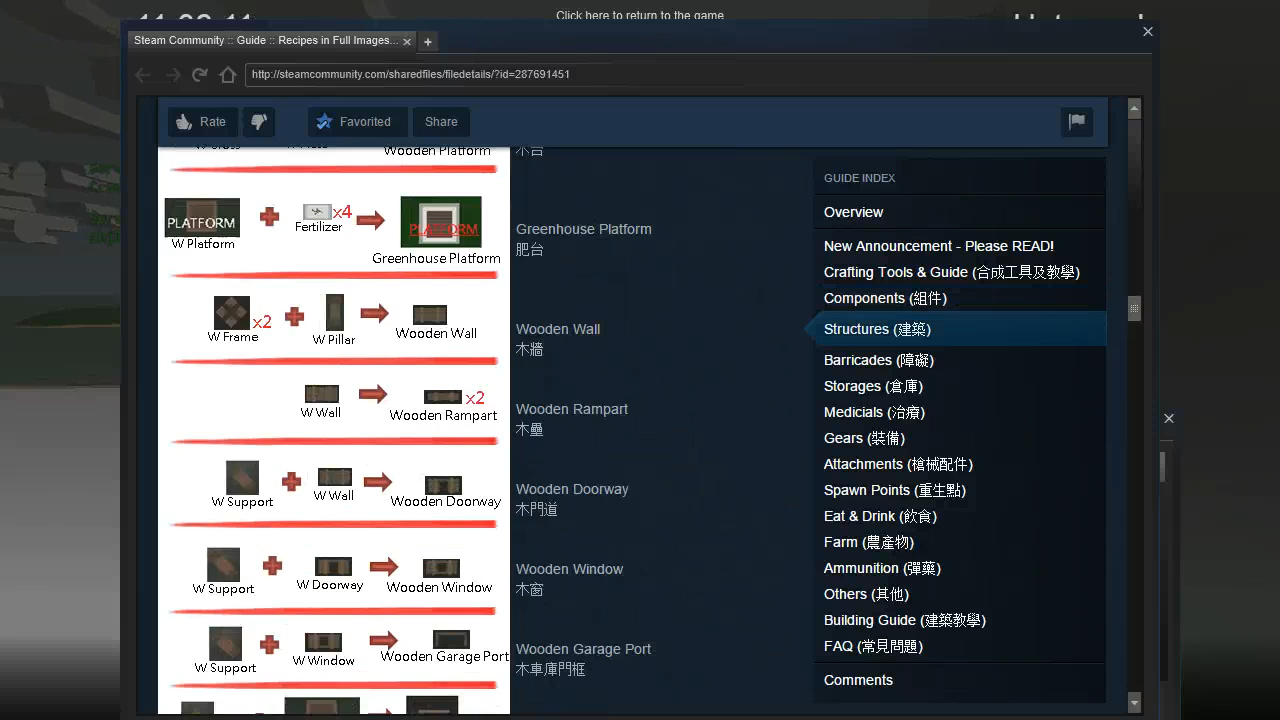 Click here to return to the game
Steam Community :: Guide :: Recipes in Full Images...
http://steamcommunity.com/sharedfiles/filedetails/?id=287691451
Rate
Favorited
Share
Wooden Platform
木台
PLATFORM
W Platform
x4
Fertilizer
PLATFORM
Greenhouse Platform
Greenhouse Platform
肥台
x2
W Frame
W Pillar
Wooden Wall
Wooden Wall
木牆
W Wall
x2
Wooden Rampart
Wooden Rampart
木壘
W Support
W Wall
Wooden Doorway
Wooden Doorway
木門道
W Support
W Doorway
Wooden Window
Wooden Window
木窗
W Support
W Window
Wooden Garage Port
Wooden Garage Port
木車庫門框
GUIDE INDEX
Overview
New Announcement - Please READ!
Crafting Tools & Guide (合成工具及教學)
Components (組件)
Structures (建築)
Barricades (障礙)
Storages (倉庫)
Medicials (治療)
Gears (裝備)
Attachments (槍械配件)
Spawn Points (重生點)
Eat & Drink (飲食)
Farm (農產物)
Ammunition (彈藥)
Others (其他)
Building Guide (建築教學)
FAQ (常見問題)
Comments